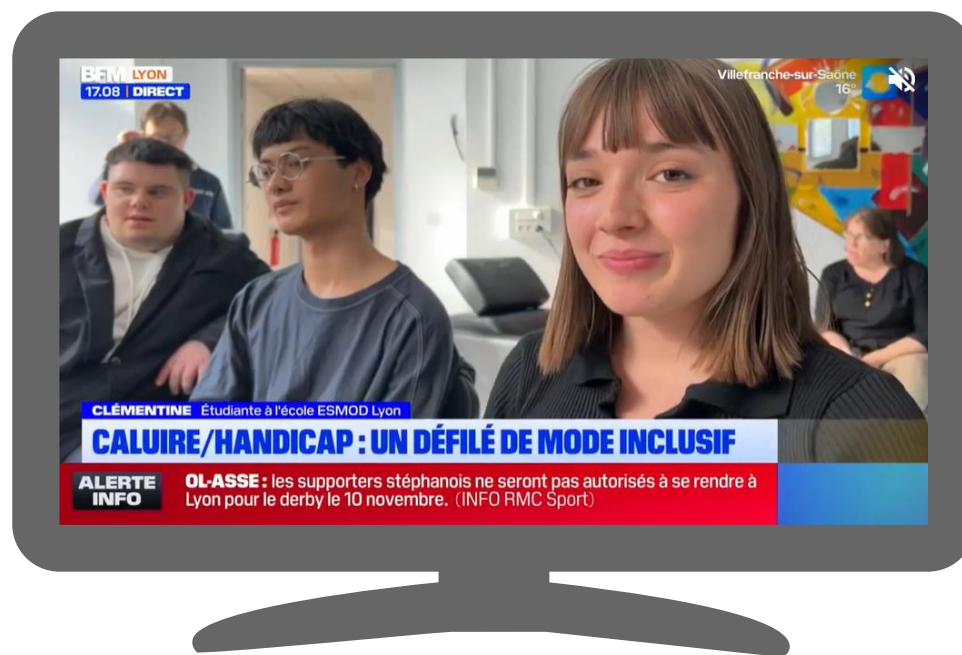 BFM LYON
17.08 DIRECT
Villefranche-sur-Saône
16°
CLÉMENTINE Étudiante à l'école ESMOD Lyon
CALUIRE/HANDICAP : UN DÉFILÉ DE MODE INCLUSIF
ALERTE
INFO
OL-ASSE : les supporters stéphanois ne seront pas autorisés à se rendre à
Lyon pour le derby le 10 novembre. (INFO RMC Sport)